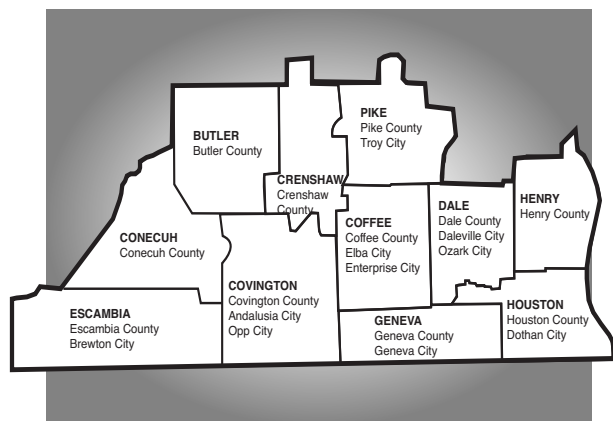 PIKE
Pike County
Troy City
BUTLER
Butler County
CRENSHAW
Crenshaw
County
HENRY
Henry County
DALE
Dale County
Daleville City
Ozark City
COFFEE
Coffee County
Elba City
Enterprise City
CONECUH
Conecuh County
COVINGTON
Covington County
Andalusia City
Opp City
ESCAMBIA
Escambia County
Brewton City
HOUSTON
Houston County
Dothan City
GENEVA
Geneva County
Geneva City